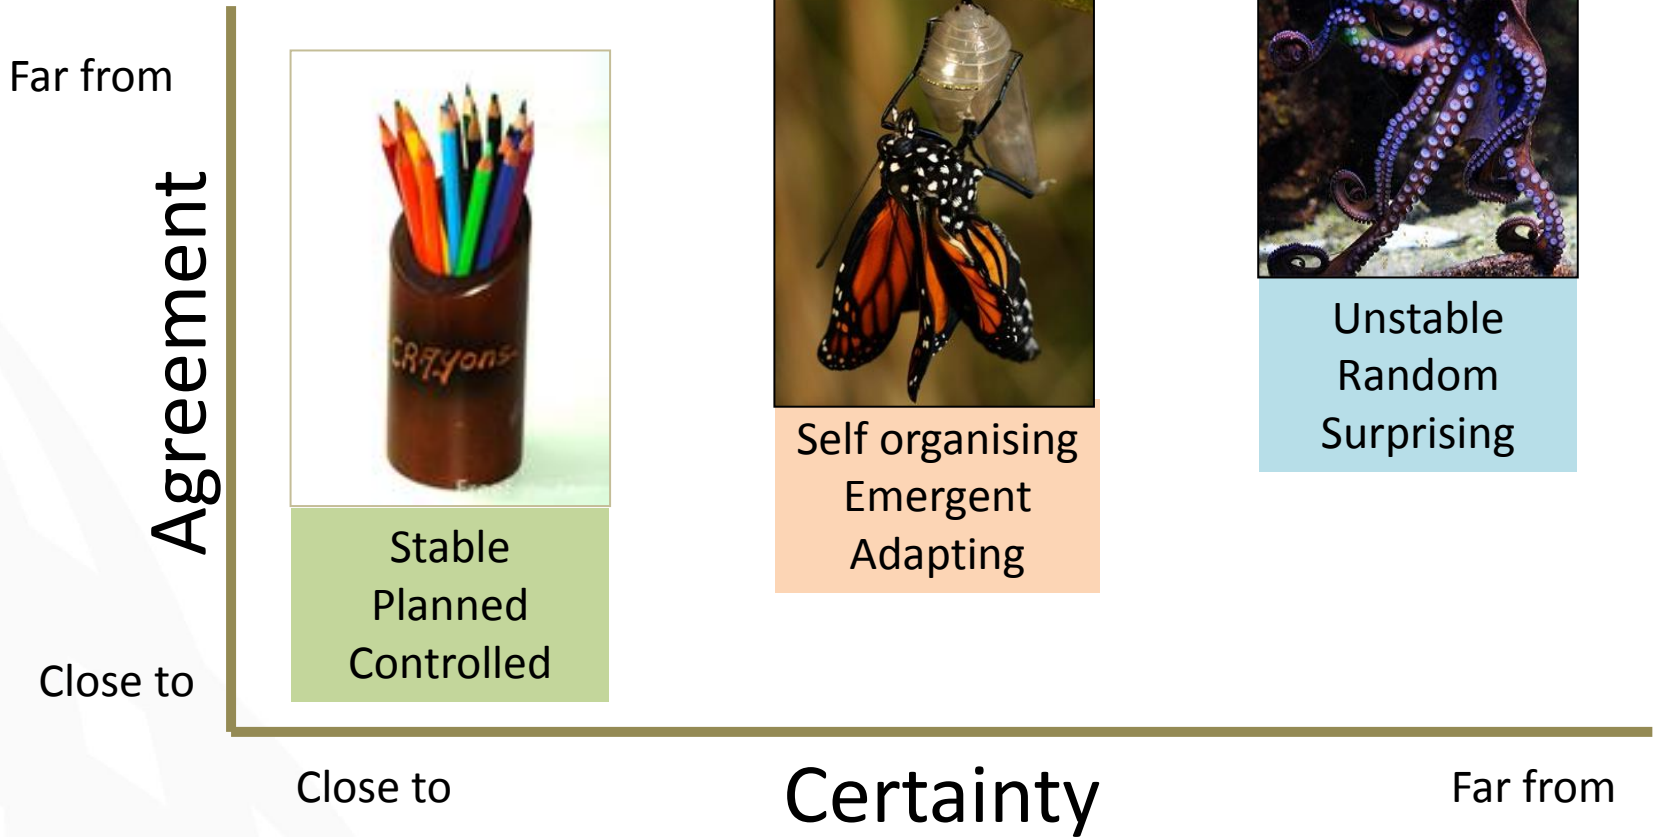 Far from
Agreement
Close to
CRAyons
Stable
Planned
Controlled
Self organising
Emergent
Adapting
Unstable
Random
Surprising
Close to
Certainty
Far from